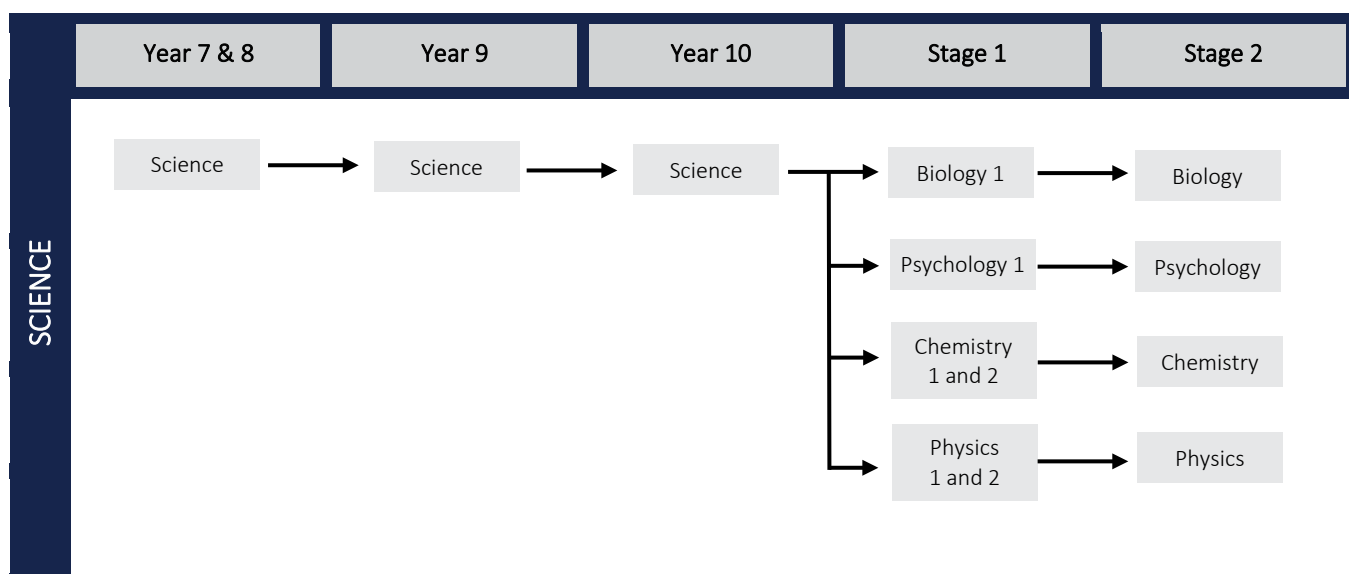 Year 7 & 8
Year 9
Year 10
Stage 1
Stage 2
SCIENCE
Science
Science
Science
Biology 1
Biology
Psychology 1
Psychology
Chemistry
1 and 2
Chemistry
Physics
1 and 2
Physics